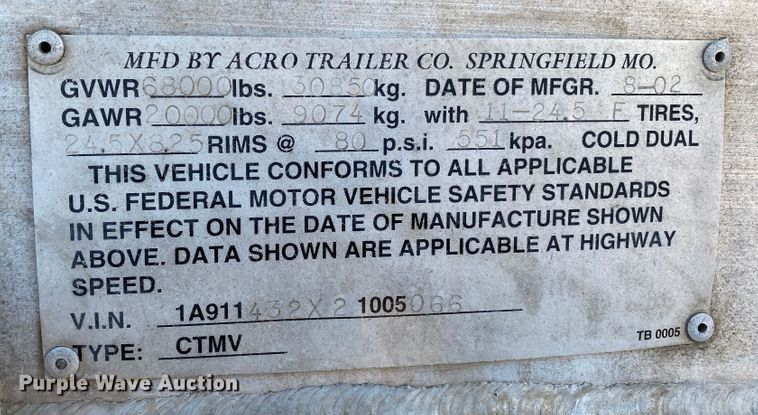 MFD BY ACRO TRAILER CO. SPRINGFIELD MO.
GVWR 68000 lbs. 30850 kg. DATE OF MFGR. 8-02
GAWR 20000 lbs. 9074 kg. with 11-24.5 F TIRES,
24.5X8.25 RIMS @ 80 p.s.i. 551 kpa. COLD DUAL
THIS VEHICLE CONFORMS TO ALL APPLICABLE
U.S. FEDERAL MOTOR VEHICLE SAFETY STANDARDS
IN EFFECT ON THE DATE OF MANUFACTURE SHOWN
ABOVE. DATA SHOWN ARE APPLICABLE AT HIGHWAY
SPEED.
V.I.N. 1A911432X21005066
TYPE: CTMV
TB 0005
Purple Wave Auction